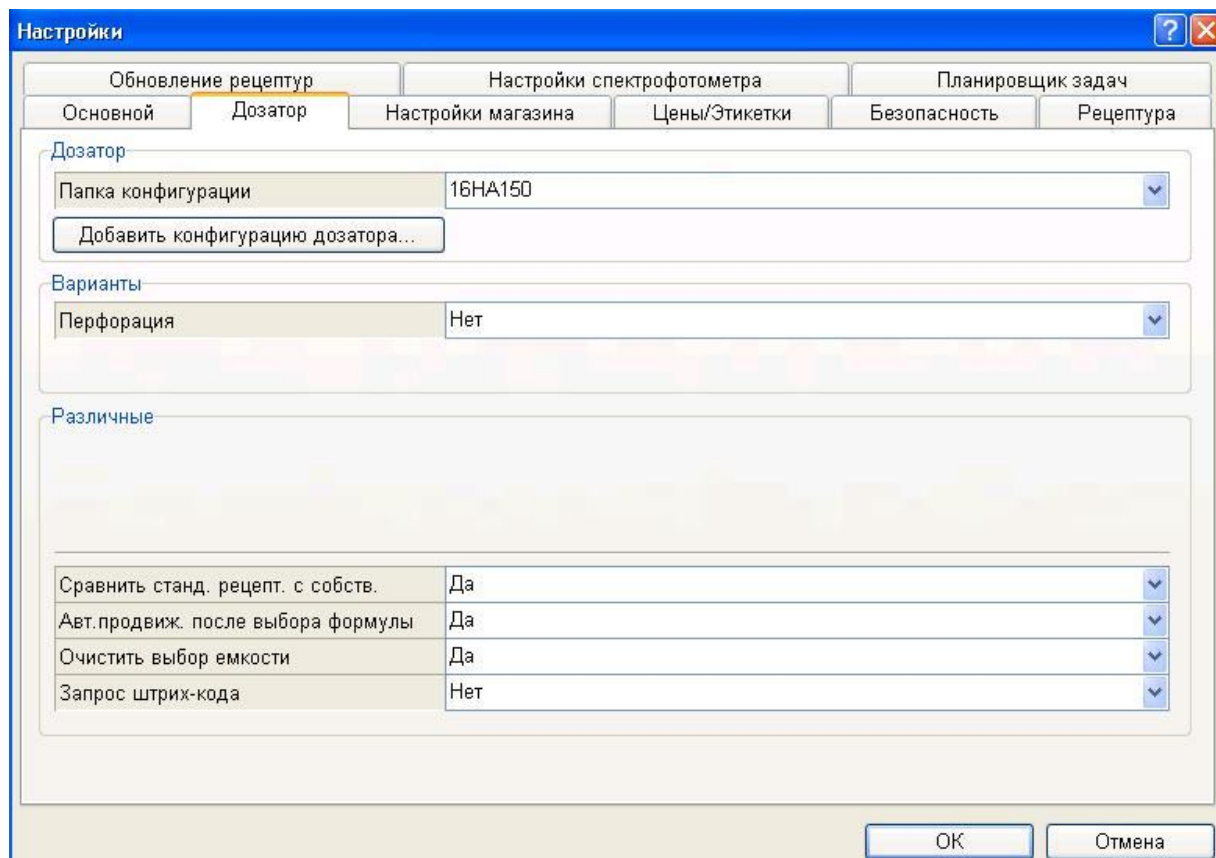 Настройки
Обновление рецептур
Настройки спектрофотометра
Планировщик задач
Основной
Дозатор
Настройки магазина
Цены/Этикетки
Безопасность
Рецептура
Дозатор
Папка конфигурации
16HA150
Добавить конфигурацию дозатора...
Варианты
Перфорация
Нет
Различные
Сравнить станд. рецепт. с собств.
Да
Авт.продвиж. после выбора формулы
Да
Очистить выбор емкости
Да
Запрос штрих-кода
Нет
OK
Отмена